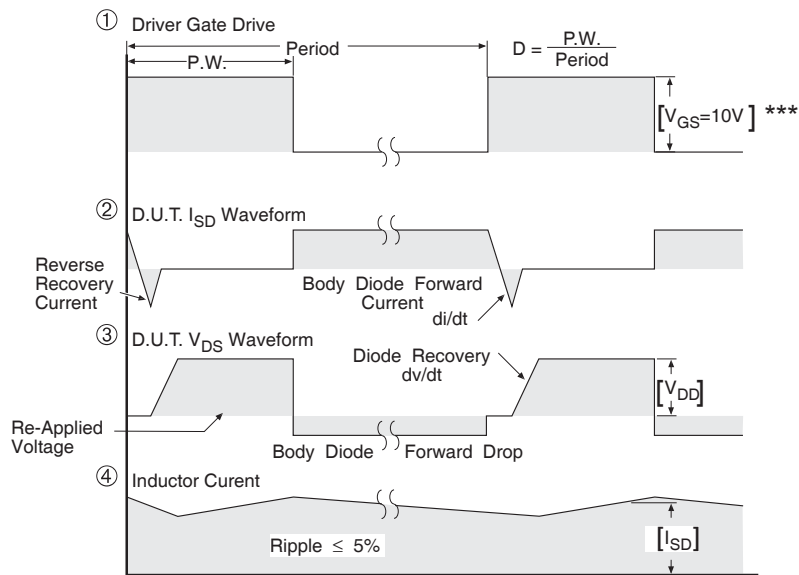 ① Driver Gate Drive
Period
P.W.
D = P.W. / Period
[VGS=10V] ***
② D.U.T. ISD Waveform
Reverse
Recovery
Current
Body Diode Forward
Current
di/dt
③ D.U.T. VDS Waveform
Diode Recovery
dv/dt
[VDD]
Re-Applied
Voltage
Body Diode Forward Drop
④ Inductor Curent
Ripple ≤ 5%
[ISD]